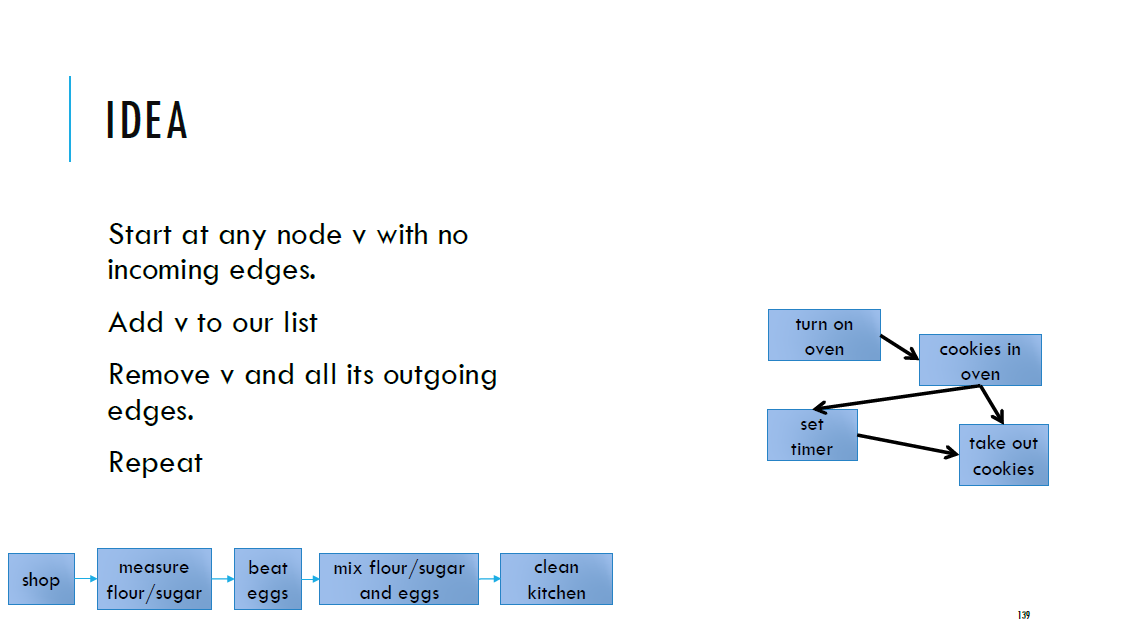 IDEA
Start at any node v with no
incoming edges.
Add v to our list
Remove v and all its outgoing
edges.
Repeat
turn on
oven
cookies in
oven
set
timer
take out
cookies
shop
measure
flour/sugar
beat
eggs
mix flour/sugar
and eggs
clean
kitchen
139